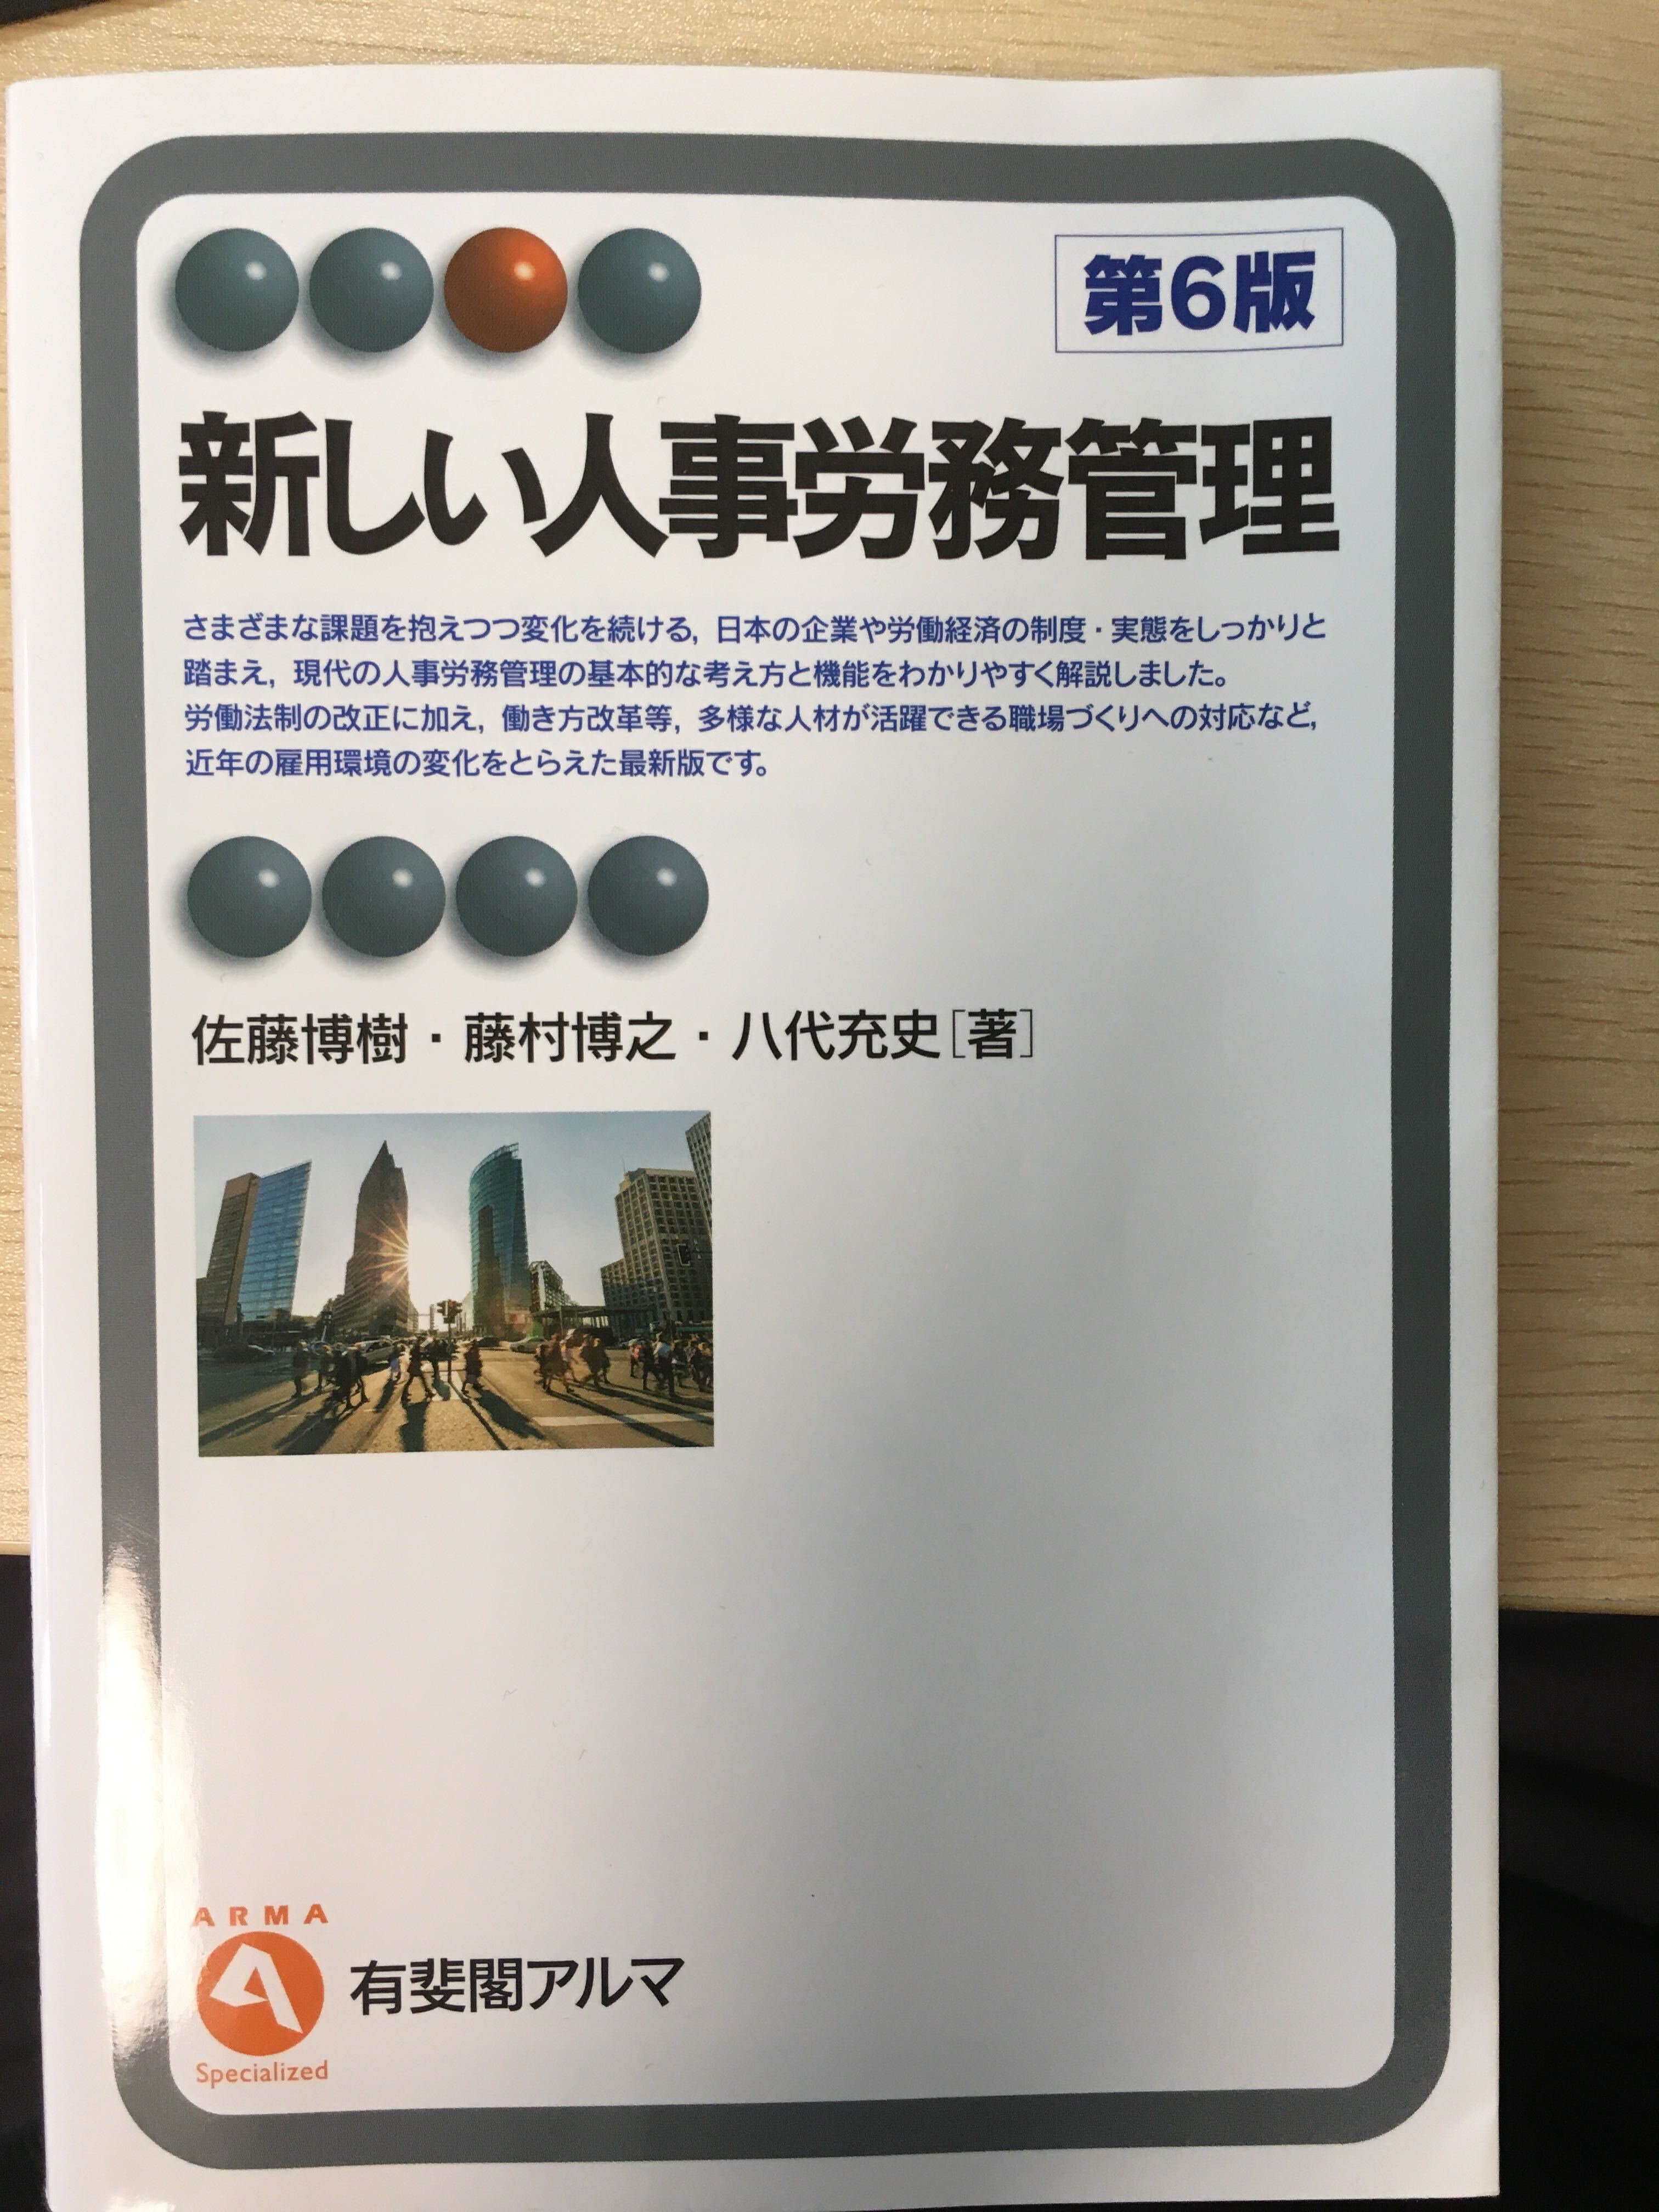 第6版
新しい人事労務管理
さまざまな課題を抱えつつ変化を続ける，日本の企業や労働経済の制度・実態をしっかりと
踏まえ，現代の人事労務管理の基本的な考え方と機能をわかりやすく解説しました。
労働法制の改正に加え，働き方改革等，多様な人材が活躍できる職場づくりへの対応など，
近年の雇用環境の変化をとらえた最新版です。
佐藤博樹・藤村博之・八代充史［著］
ARMA
有斐閣アルマ
Specialized